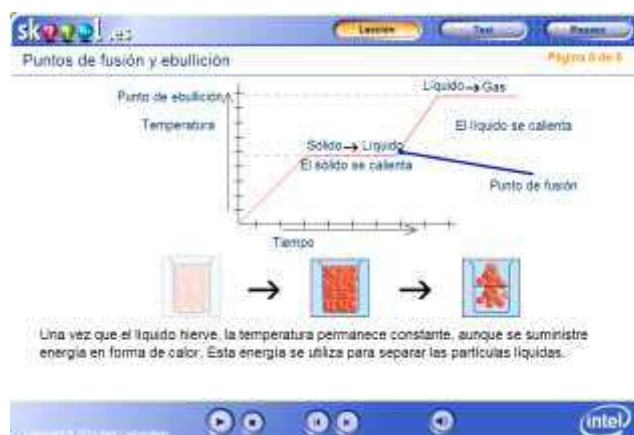 skoool .es
Lección Test Repaso
Puntos de fusión y ebullición
Página 6 de 6
Líquido→Gas
Punto de ebullición
Temperatura
El líquido se calienta
Sólido→Líquido
El sólido se calienta
Punto de fusión
Tiempo
Una vez que el líquido hierve, la temperatura permanece constante, aunque se suministre
energía en forma de calor. Esta energía se utiliza para separar las partículas líquidas.
intel